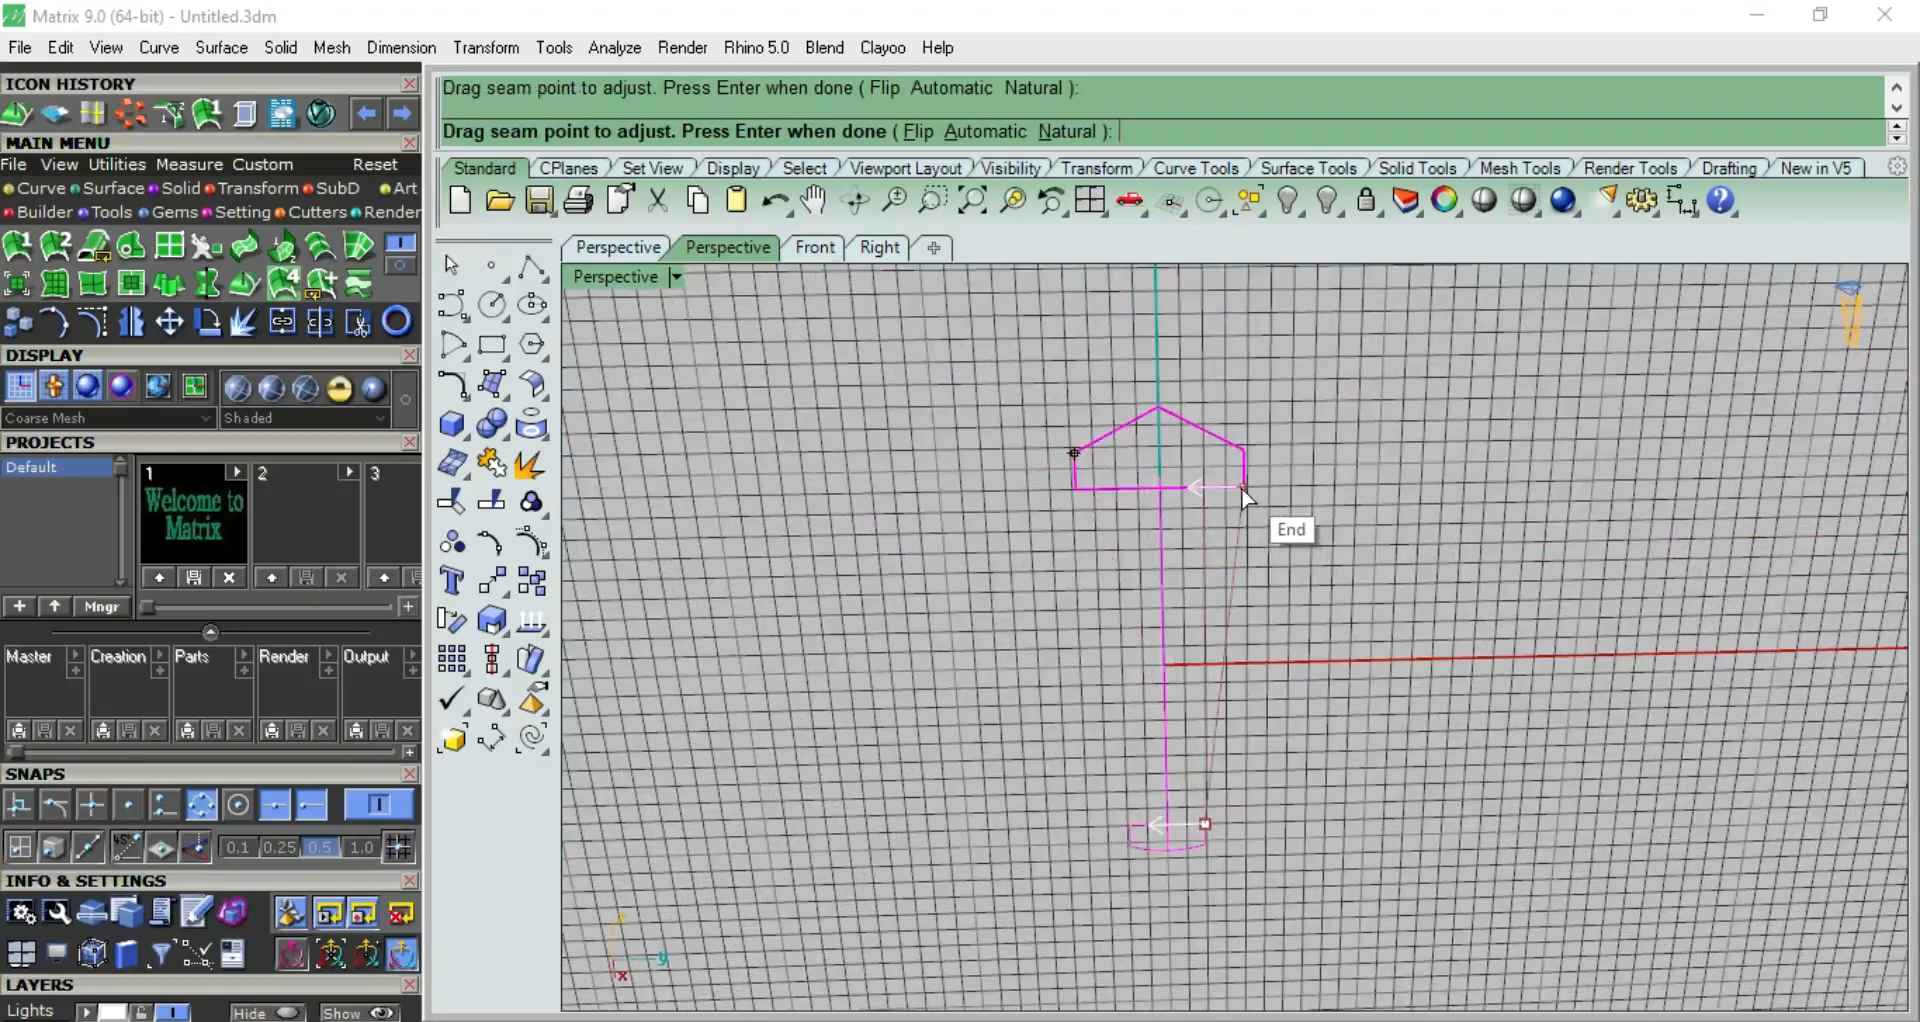 Matrix 9.0 (64-bit) - Untitled.3dm
File Edit View Curve Surface Solid Mesh Dimension Transform Tools Analyze Render Rhino 5.0 Blend Clayoo Help
ICON HISTORY
MAIN MENU
File View Utilities Measure Custom Reset
Curve Surface Solid Transform SubD Art
Builder Tools Gems Setting Cutters Render
DISPLAY
Coarse Mesh Shaded
PROJECTS
Default
1 2 3
Welcome to
Matrix
Mngr
Master Creation Parts Render Output
SNAPS
45°
0.1 0.25 0.5 1.0
INFO & SETTINGS
LAYERS
Lights Hide Show
Drag seam point to adjust. Press Enter when done ( Flip Automatic Natural ):
Drag seam point to adjust. Press Enter when done ( Flip Automatic Natural ):
Standard CPlanes Set View Display Select Viewport Layout Visibility Transform Curve Tools Surface Tools Solid Tools Mesh Tools Render Tools Drafting New in V5
Perspective Perspective Front Right
Perspective
End
y
x